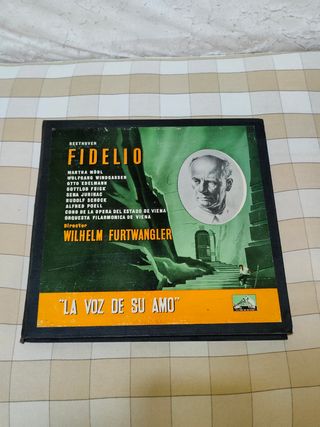 BEETHOVEN
FIDELIO
MARTHA MÖDL
WOLFGANG WINDGASSEN
OTTO EDELMANN
GOTTLOB FRICK
SENA JURINAC
RUDOLF SCHOCK
ALFRED POELL
CORO DE LA OPERA DEL ESTADO DE VIENA
ORQUESTA FILARMONICA DE VIENA
Director
WILHELM FURTWANGLER
"LA VOZ DE SU AMO"